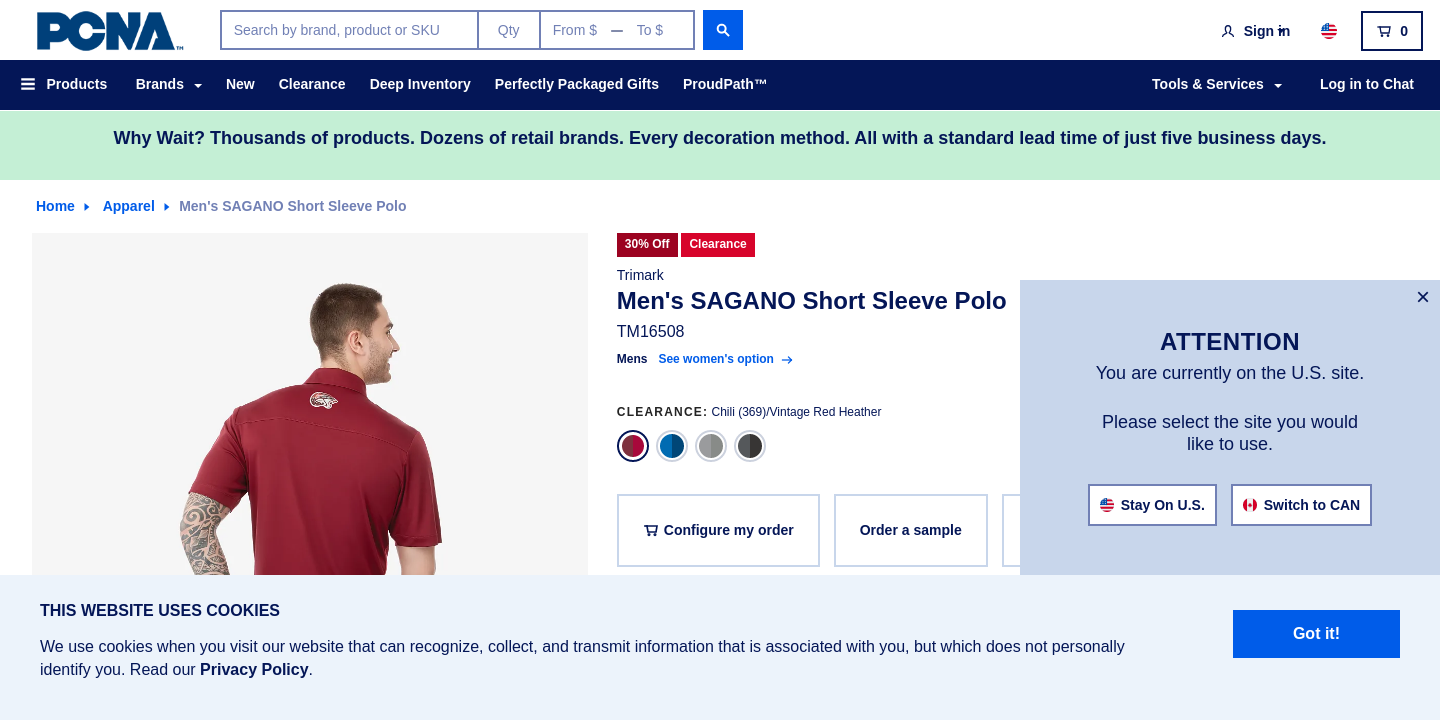 PCNA™
Search by brand, product or SKU
Qty
From $ — To $
Sign in
0
Products
Brands
New
Clearance
Deep Inventory
Perfectly Packaged Gifts
ProudPath™
Tools & Services
Log in to Chat
Why Wait? Thousands of products. Dozens of retail brands. Every decoration method. All with a standard lead time of just five business days.
Home
Apparel
Men's SAGANO Short Sleeve Polo
30% Off
Clearance
Trimark
Men's SAGANO Short Sleeve Polo
TM16508
Mens
See women's option
CLEARANCE: Chili (369)/Vintage Red Heather
Configure my order
Order a sample
ATTENTION
You are currently on the U.S. site.
Please select the site you would
like to use.
Stay On U.S.
Switch to CAN
THIS WEBSITE USES COOKIES
We use cookies when you visit our website that can recognize, collect, and transmit information that is associated with you, but which does not personally
identify you. Read our Privacy Policy.
Got it!